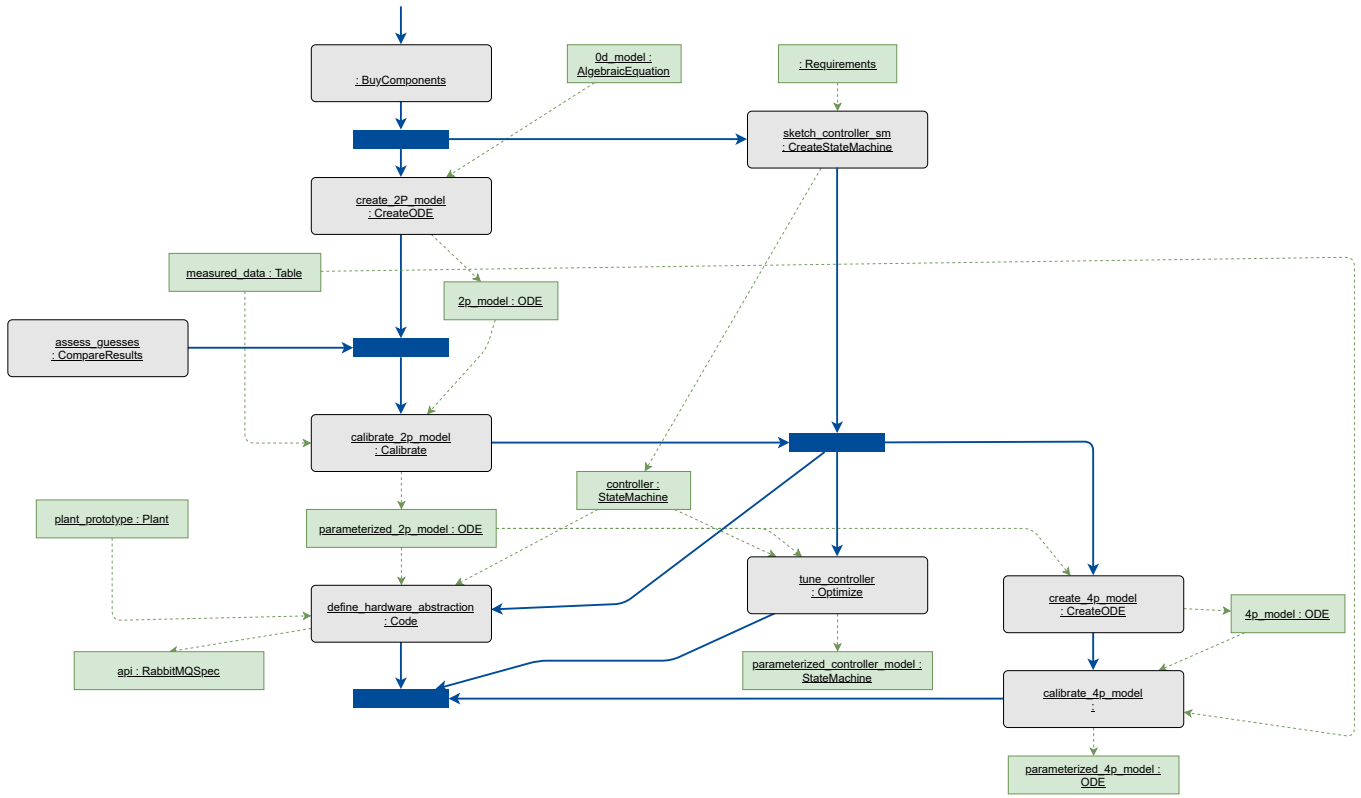 0d_model :
AlgebraicEquation
: Requirements
: BuyComponents
sketch_controller_sm
: CreateStateMachine
create_2P_model
: CreateODE
measured_data : Table
2p_model : ODE
assess_guesses
: CompareResults
calibrate_2p_model
: Calibrate
controller :
StateMachine
plant_prototype : Plant
parameterized_2p_model : ODE
tune_controller
: Optimize
define_hardware_abstraction
: Code
create_4p_model
: CreateODE
4p_model : ODE
api : RabbitMQSpec
parameterized_controller_model :
StateMachine
calibrate_4p_model
:
parameterized_4p_model :
ODE